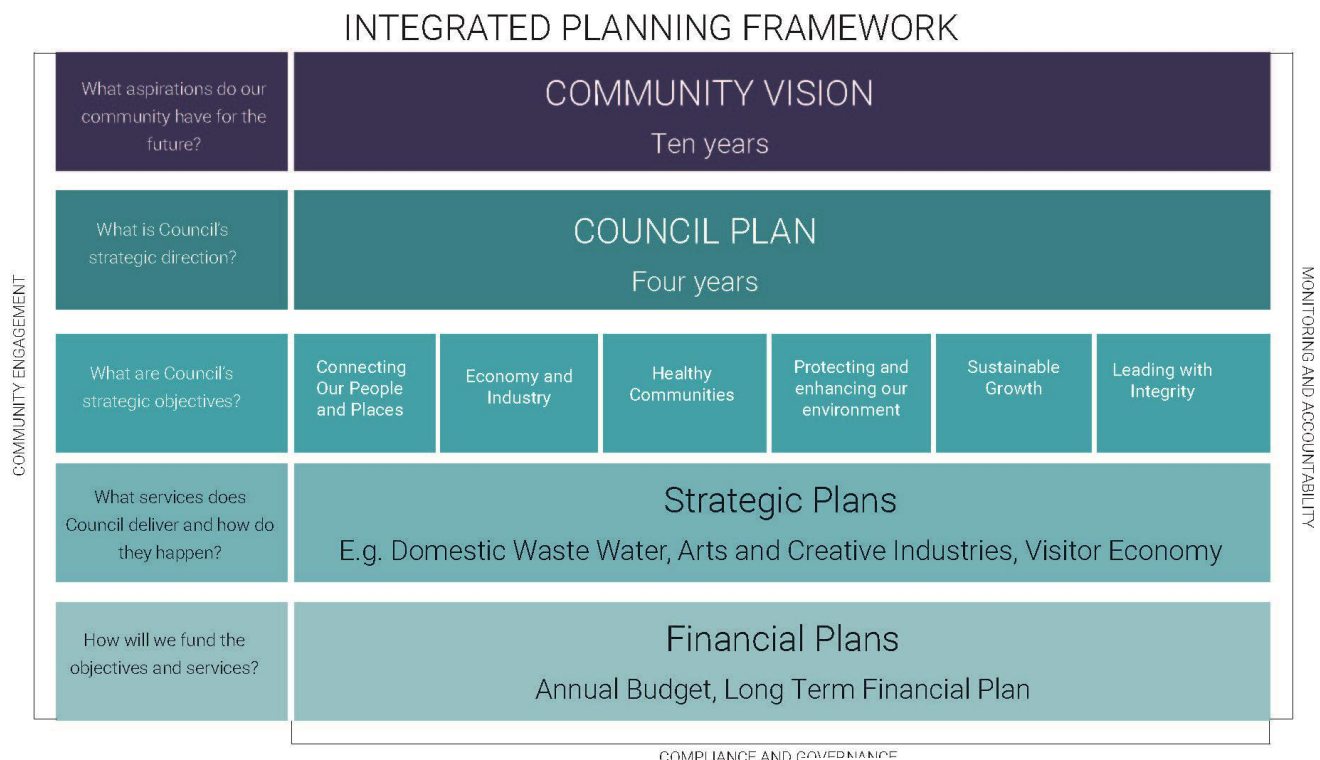 INTEGRATED PLANNING FRAMEWORK
What aspirations do our
community have for the
future?
COMMUNITY VISION
Ten years
What is Council's
strategic direction?
COUNCIL PLAN
Four years
What are Council's
strategic objectives?
Connecting
Our People
and Places
Economy and
Industry
Healthy
Communities
Protecting and
enhancing our
environment
Sustainable
Growth
Leading with
Integrity
What services does
Council deliver and how do
they happen?
Strategic Plans
E.g. Domestic Waste Water, Arts and Creative Industries, Visitor Economy
How will we fund the
objectives and services?
Financial Plans
Annual Budget, Long Term Financial Plan
COMMUNITY ENGAGEMENT
MONITORING AND ACCOUNTABILITY
COMPLIANCE AND GOVERNANCE